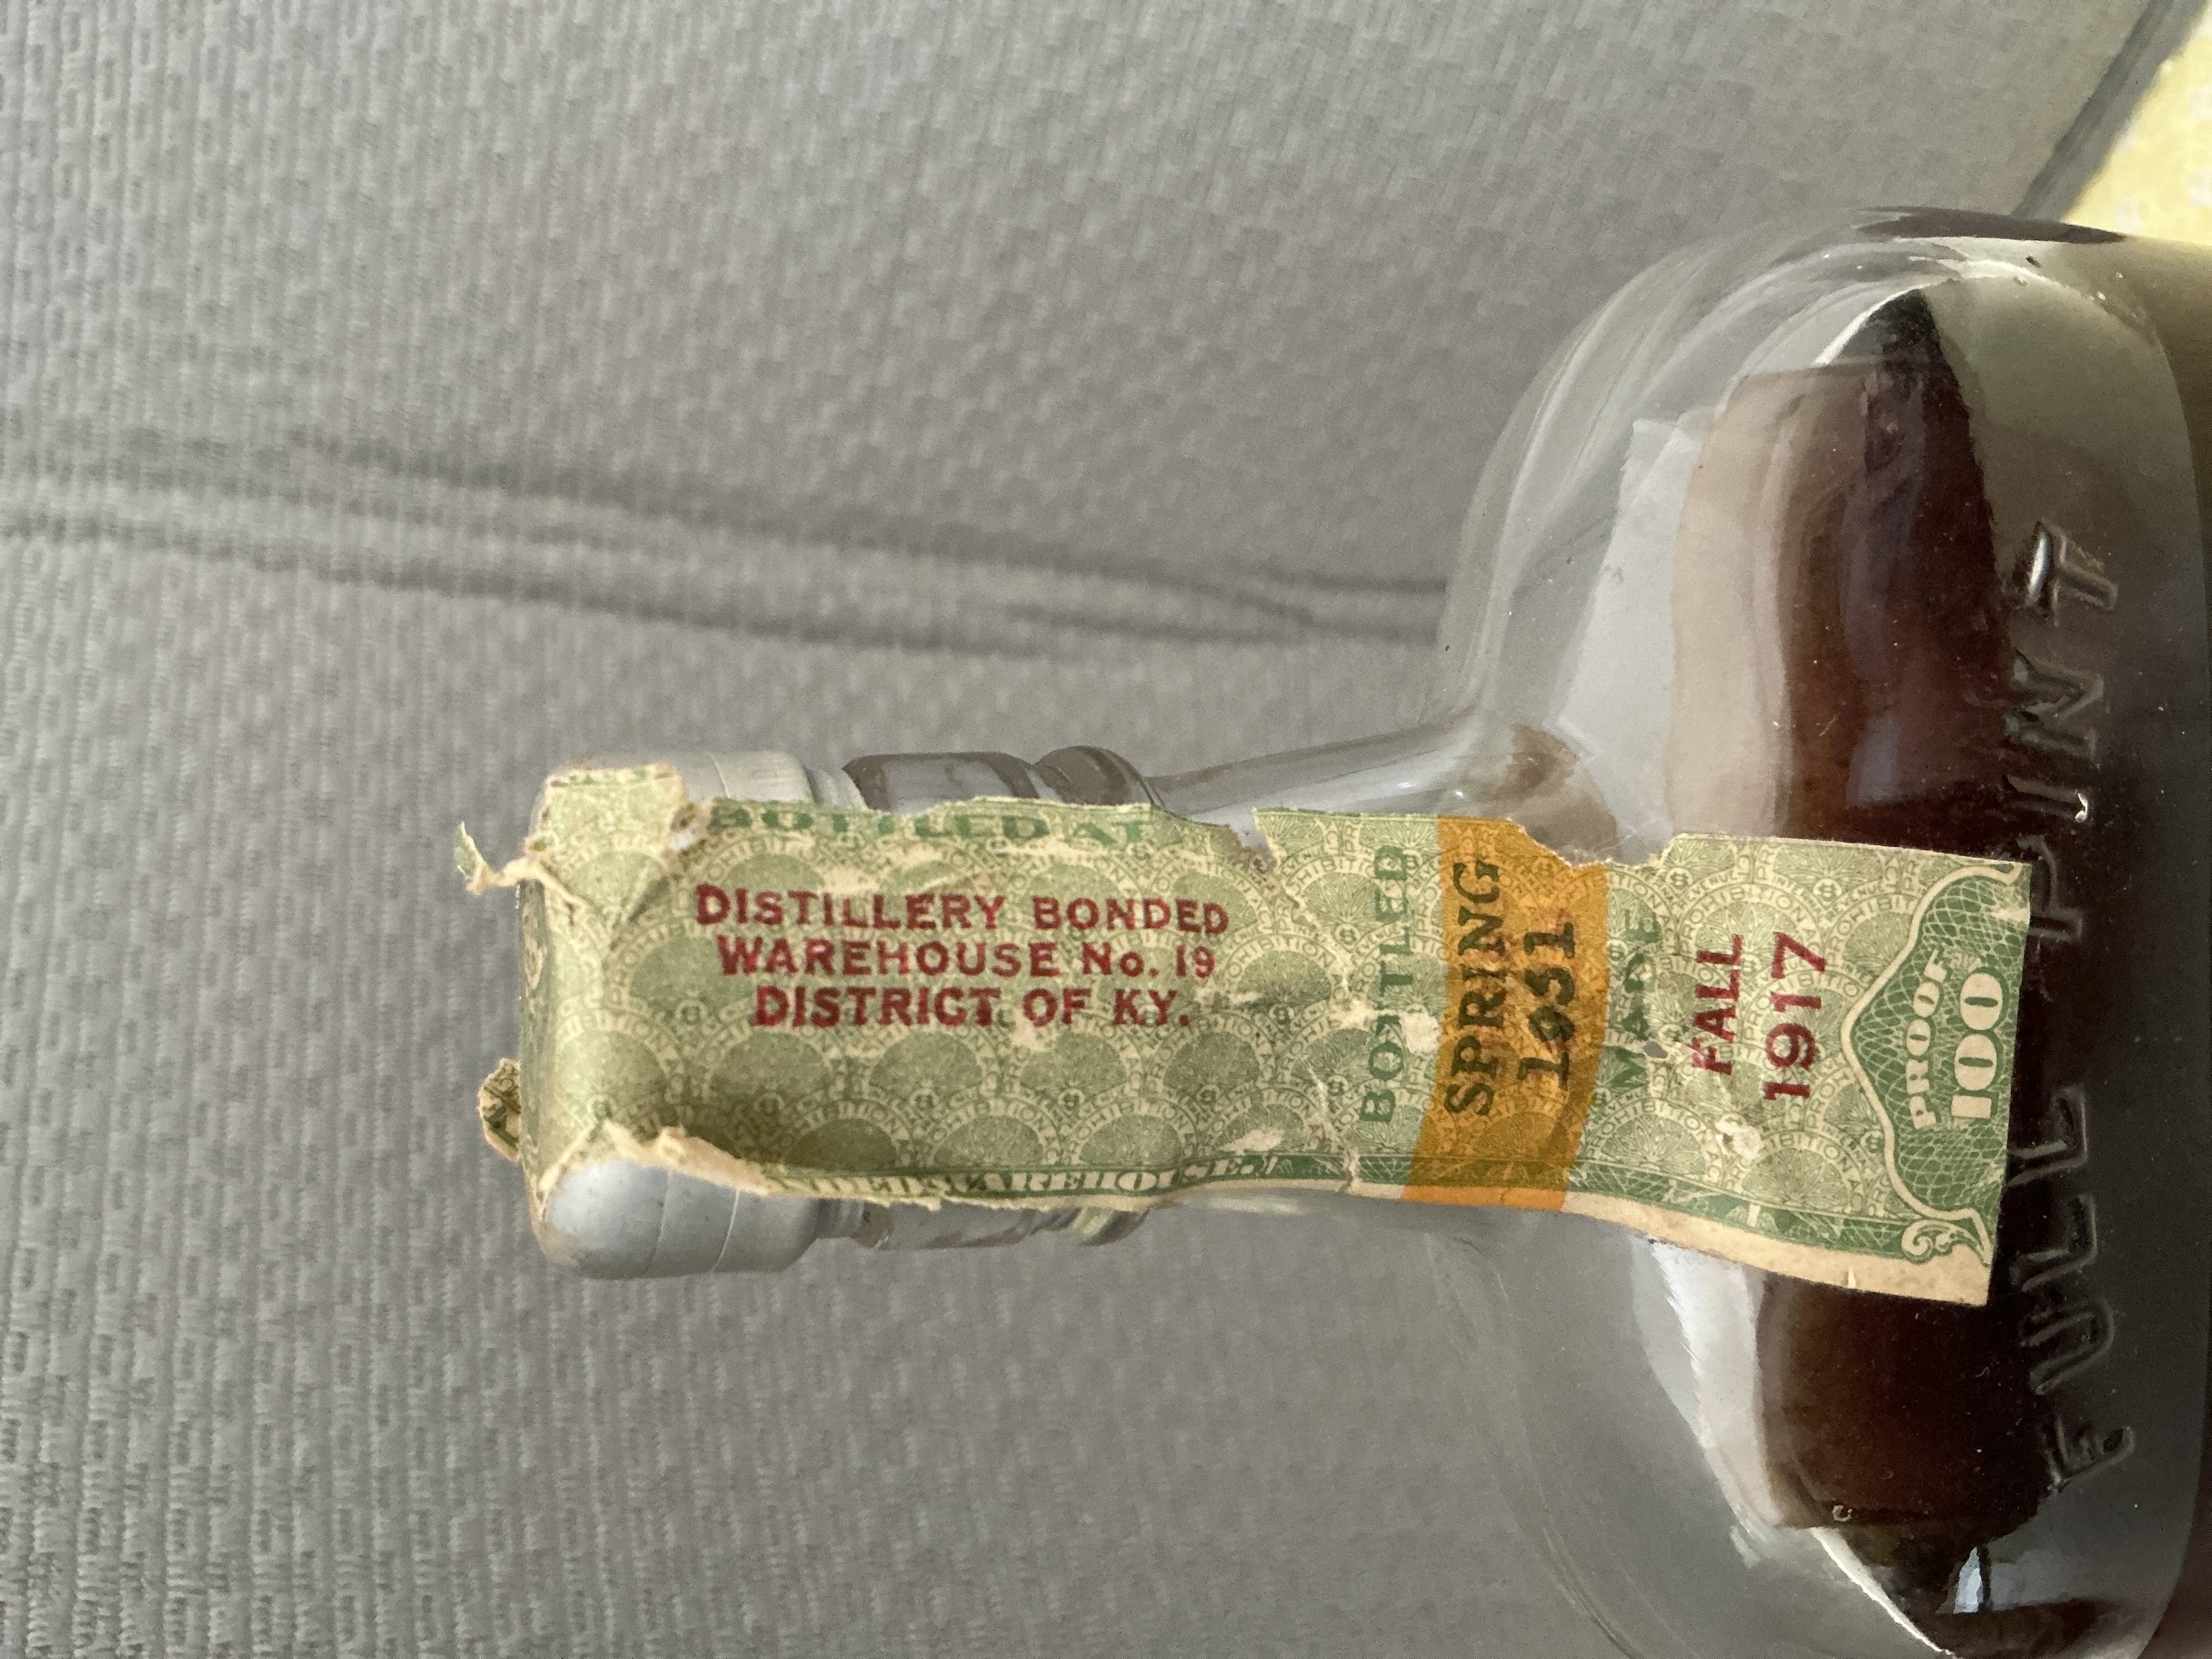 BOTTLED AT
DISTILLERY BONDED
WAREHOUSE No. 19
DISTRICT OF KY.
WAREHOUSE
BOTTLED
SPRING
1931
MADE
FALL
1917
PROOF
100
FULL PINT